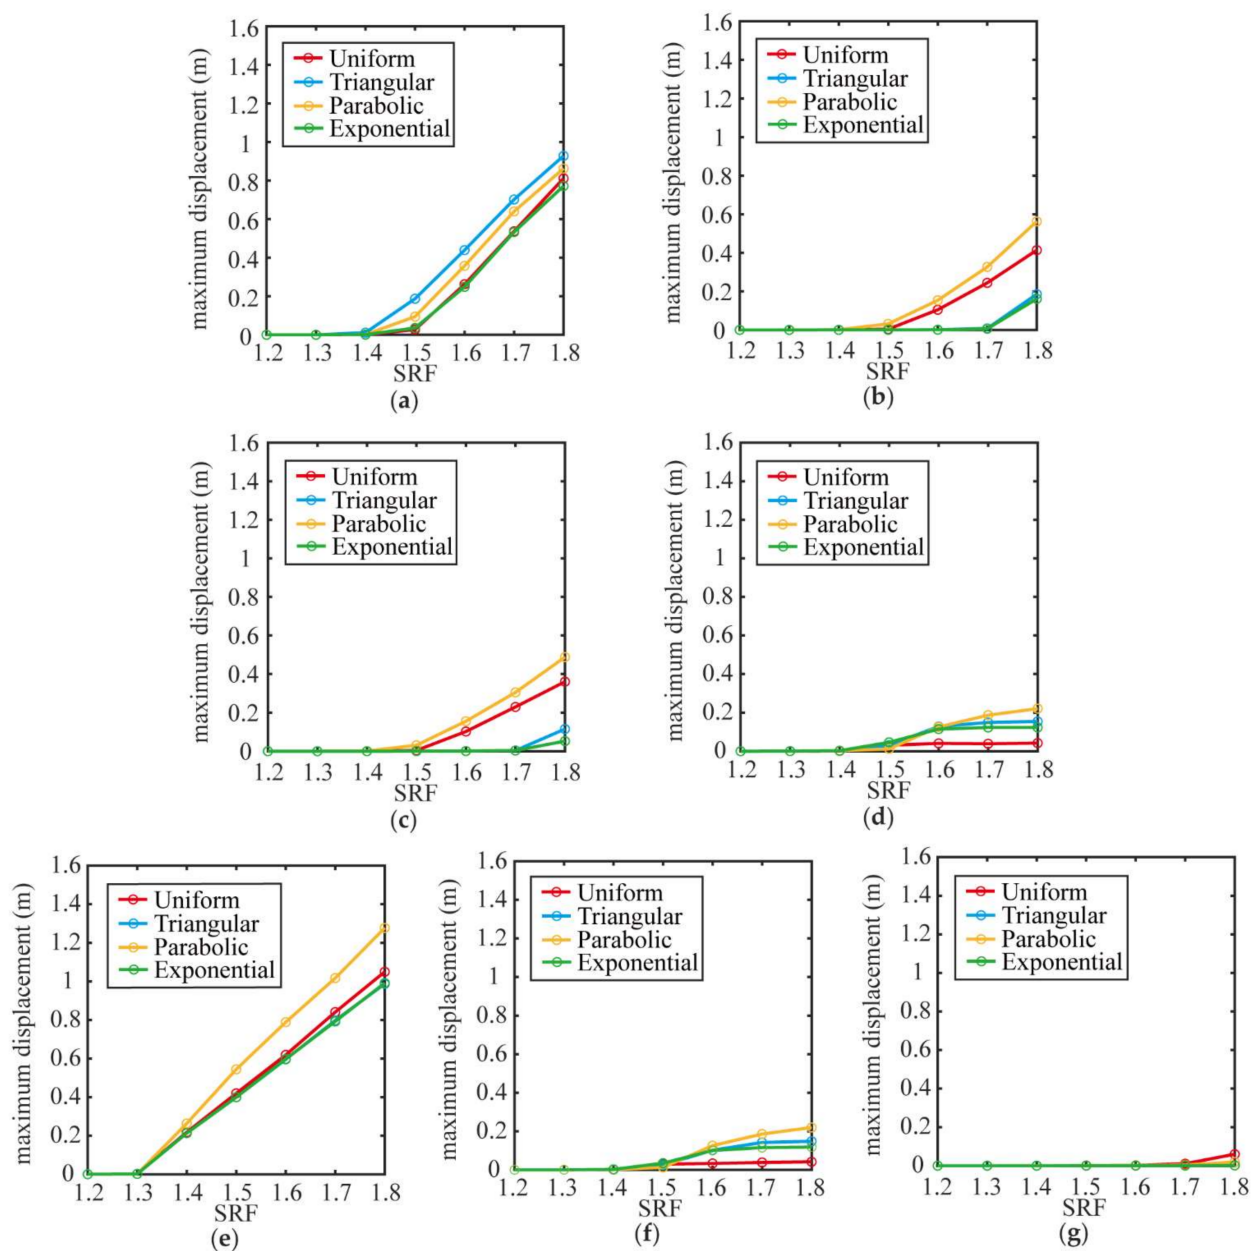 maximum displacement (m)
1.6
1.4
1.2
1
0.8
0.6
0.4
0.2
0
Uniform
Triangular
Parabolic
Exponential
1.2 1.3 1.4 1.5 1.6 1.7 1.8
SRF
(a)
maximum displacement (m)
1.6
1.4
1.2
1
0.8
0.6
0.4
0.2
0
Uniform
Triangular
Parabolic
Exponential
1.2 1.3 1.4 1.5 1.6 1.7 1.8
SRF
(b)
maximum displacement (m)
1.6
1.4
1.2
1
0.8
0.6
0.4
0.2
0
Uniform
Triangular
Parabolic
Exponential
1.2 1.3 1.4 1.5 1.6 1.7 1.8
SRF
(c)
maximum displacement (m)
1.6
1.4
1.2
1
0.8
0.6
0.4
0.2
0
Uniform
Triangular
Parabolic
Exponential
1.2 1.3 1.4 1.5 1.6 1.7 1.8
SRF
(d)
maximum displacement (m)
1.6
1.4
1.2
1
0.8
0.6
0.4
0.2
0
Uniform
Triangular
Parabolic
Exponential
1.2 1.3 1.4 1.5 1.6 1.7 1.8
SRF
(e)
maximum displacement (m)
1.6
1.4
1.2
1
0.8
0.6
0.4
0.2
0
Uniform
Triangular
Parabolic
Exponential
1.2 1.3 1.4 1.5 1.6 1.7 1.8
SRF
(f)
maximum displacement (m)
1.6
1.4
1.2
1
0.8
0.6
0.4
0.2
0
Uniform
Triangular
Parabolic
Exponential
1.2 1.3 1.4 1.5 1.6 1.7 1.8
SRF
(g)